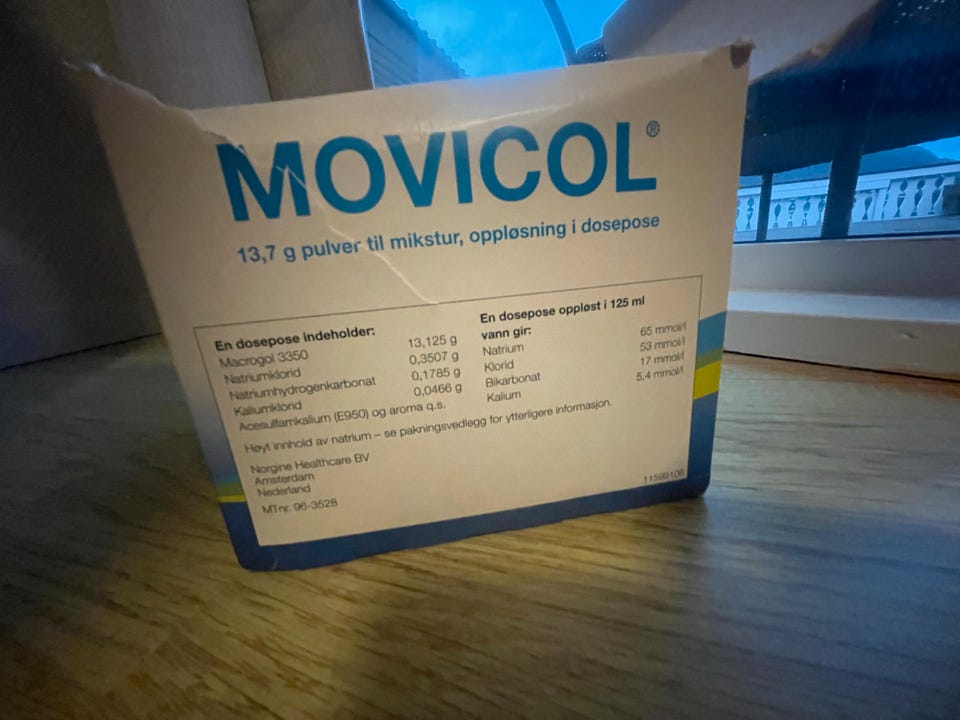 MOVICOL®
13,7 g pulver til mikstur, oppløsning i dosepose
En dosepose indeholder:
Macrogol 3350 13,125 g
Natriumklorid 0,3507 g
Natriumhydrogenkarbonat 0,1785 g
Kaliumklorid 0,0466 g
Acesulfamkalium (E950) og aroma q.s.
En dosepose oppløst i 125 ml
vann gir:
Natrium 65 mmol/l
Klorid 53 mmol/l
Bikarbonat 17 mmol/l
Kalium 5,4 mmol/l
Høyt innhold av natrium – se pakningsvedlegg for ytterligere informasjon.
Norgine Healthcare BV
Amsterdam
Nederland
MTnr. 96-3528
11599106